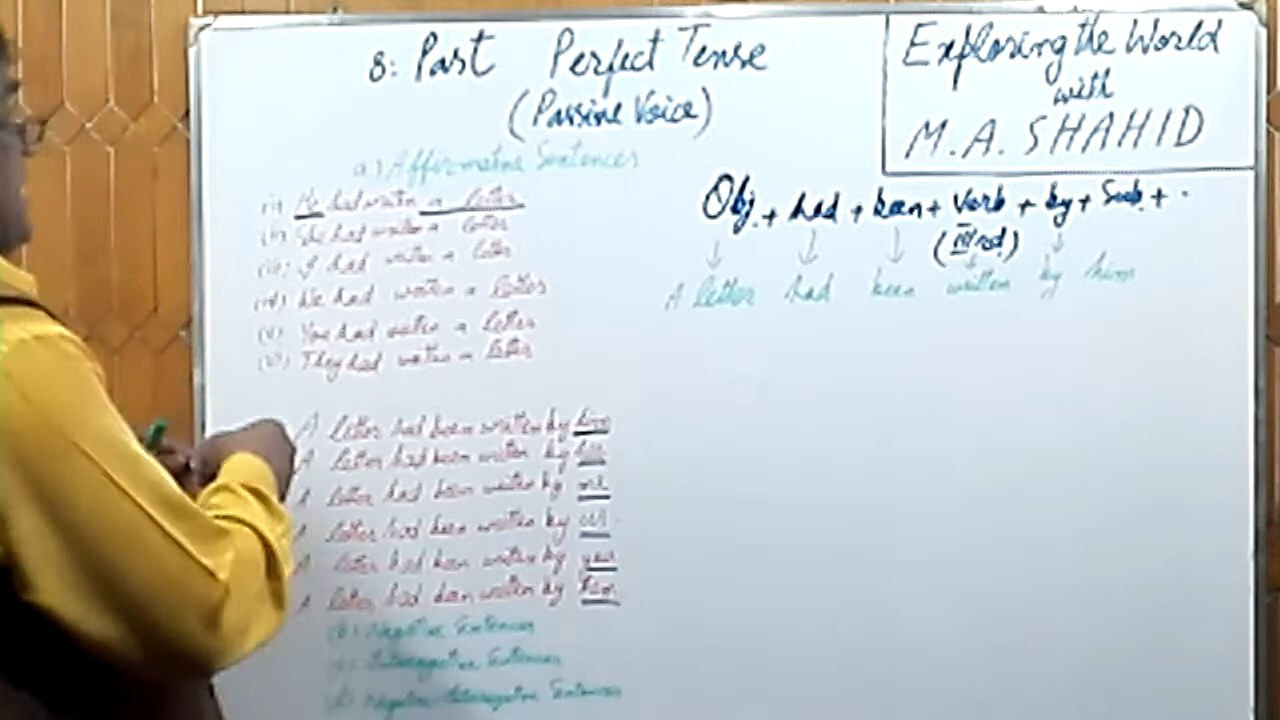 8: Past Perfect Tense
(Passive Voice)
Exploring the World
with
M.A. SHAHID
a) Affirmative Sentences
(i) He had written a letter
(ii) She had written a letter
(iii) I had written a letter
(iv) We had written a letter
(v) You had written a letter
(vi) They had written a letter
Obj. + had + been + Verb + by + Sub. + .
(IIIrd)
A letter had been written by him
A letter had been written by him
A letter had been written by her
A letter had been written by me
A letter had been written by us.
A letter had been written by you
A letter had been written by
(b) Negative Sentences
(c) Interrogative Sentences
(d) Negative Interrogative Sentences